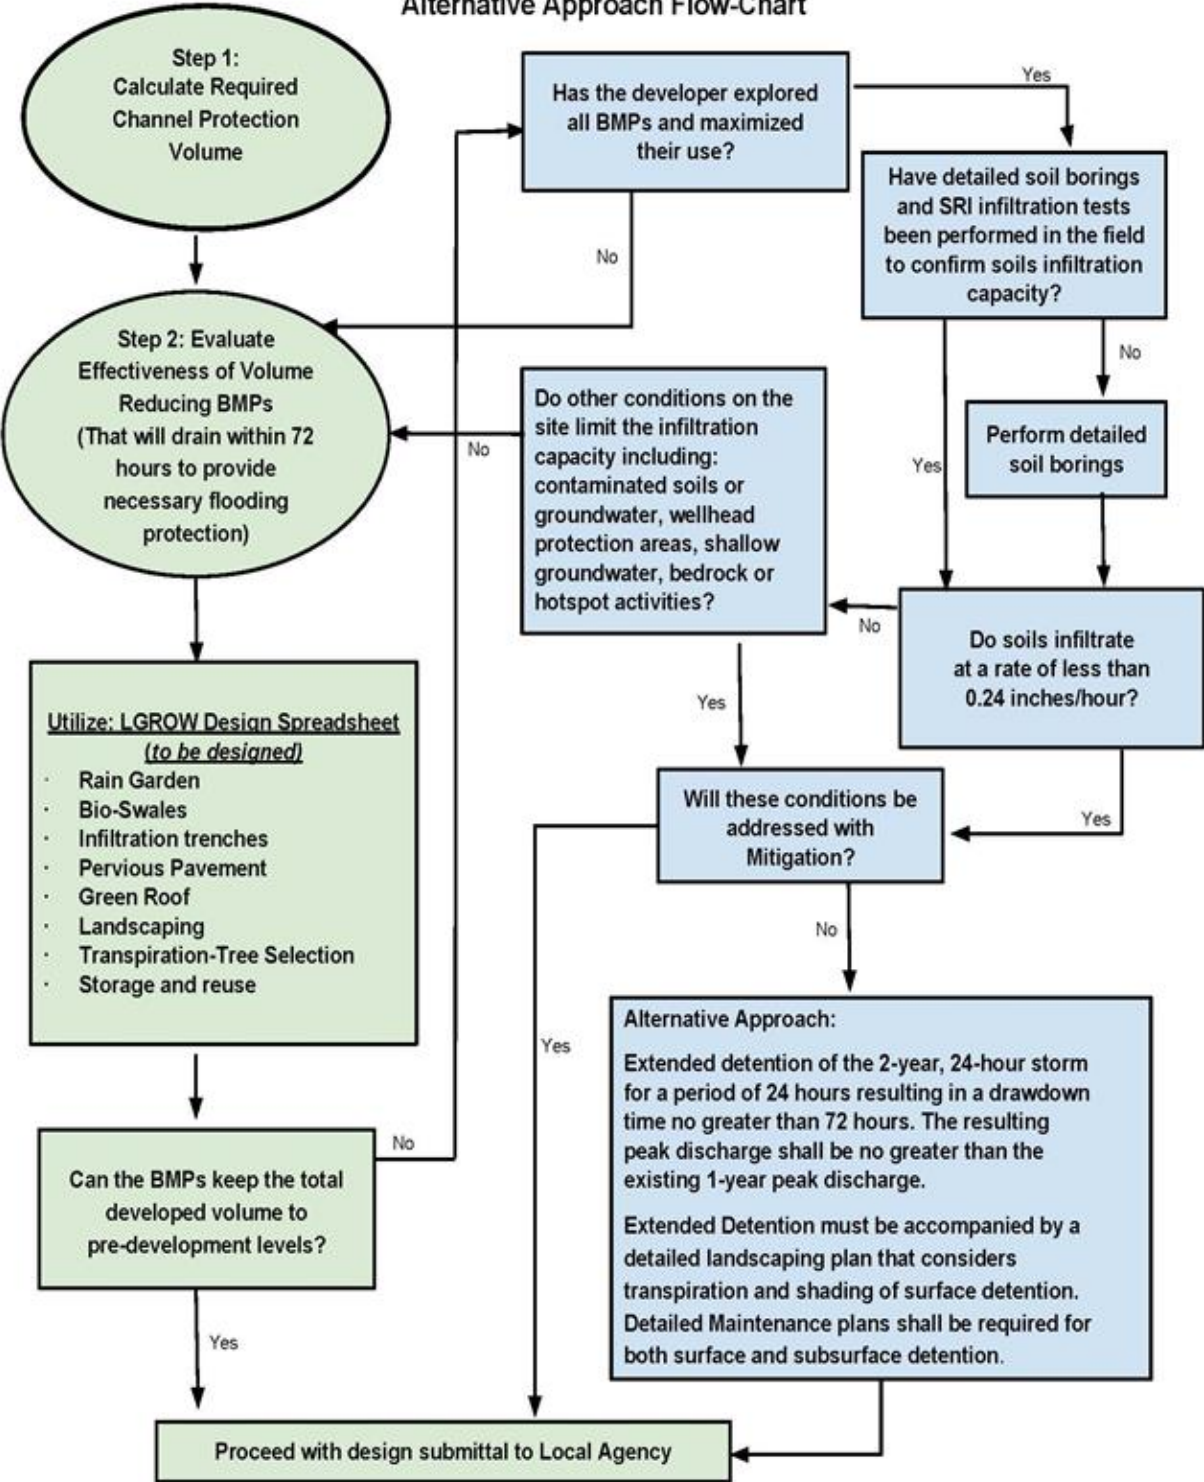 Alternative Approach Flow-Chart
Step 1:
Calculate Required
Channel Protection
Volume
Has the developer explored
all BMPs and maximized
their use?
Yes
No
Have detailed soil borings
and SRI infiltration tests
been performed in the field
to confirm soils infiltration
capacity?
Step 2: Evaluate
Effectiveness of Volume
Reducing BMPs
(That will drain within 72
hours to provide
necessary flooding
protection)
No
Do other conditions on the
site limit the infiltration
capacity including:
contaminated soils or
groundwater, wellhead
protection areas, shallow
groundwater, bedrock or
hotspot activities?
No
Yes
Perform detailed
soil borings
No
Do soils infiltrate
at a rate of less than
0.24 inches/hour?
Yes
Yes
Utilize: LGROW Design Spreadsheet
(to be designed)
· Rain Garden
· Bio-Swales
· Infiltration trenches
· Pervious Pavement
· Green Roof
· Landscaping
· Transpiration-Tree Selection
· Storage and reuse
Will these conditions be
addressed with
Mitigation?
No
Yes
Alternative Approach:
Extended detention of the 2-year, 24-hour storm
for a period of 24 hours resulting in a drawdown
time no greater than 72 hours. The resulting
peak discharge shall be no greater than the
existing 1-year peak discharge.
Extended Detention must be accompanied by a
detailed landscaping plan that considers
transpiration and shading of surface detention.
Detailed Maintenance plans shall be required for
both surface and subsurface detention.
Can the BMPs keep the total
developed volume to
pre-development levels?
No
Yes
Proceed with design submittal to Local Agency